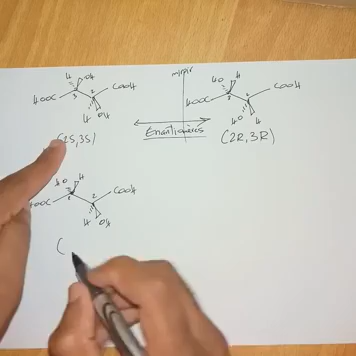 mirror
H OH HO H
HOOC 3 2 COOH HOOC 3 2 COOH
H OH HO H
(2S,3S) Enantiomers (2R,3R)
HO H
HOOC 3 2 COOH
H OH
(